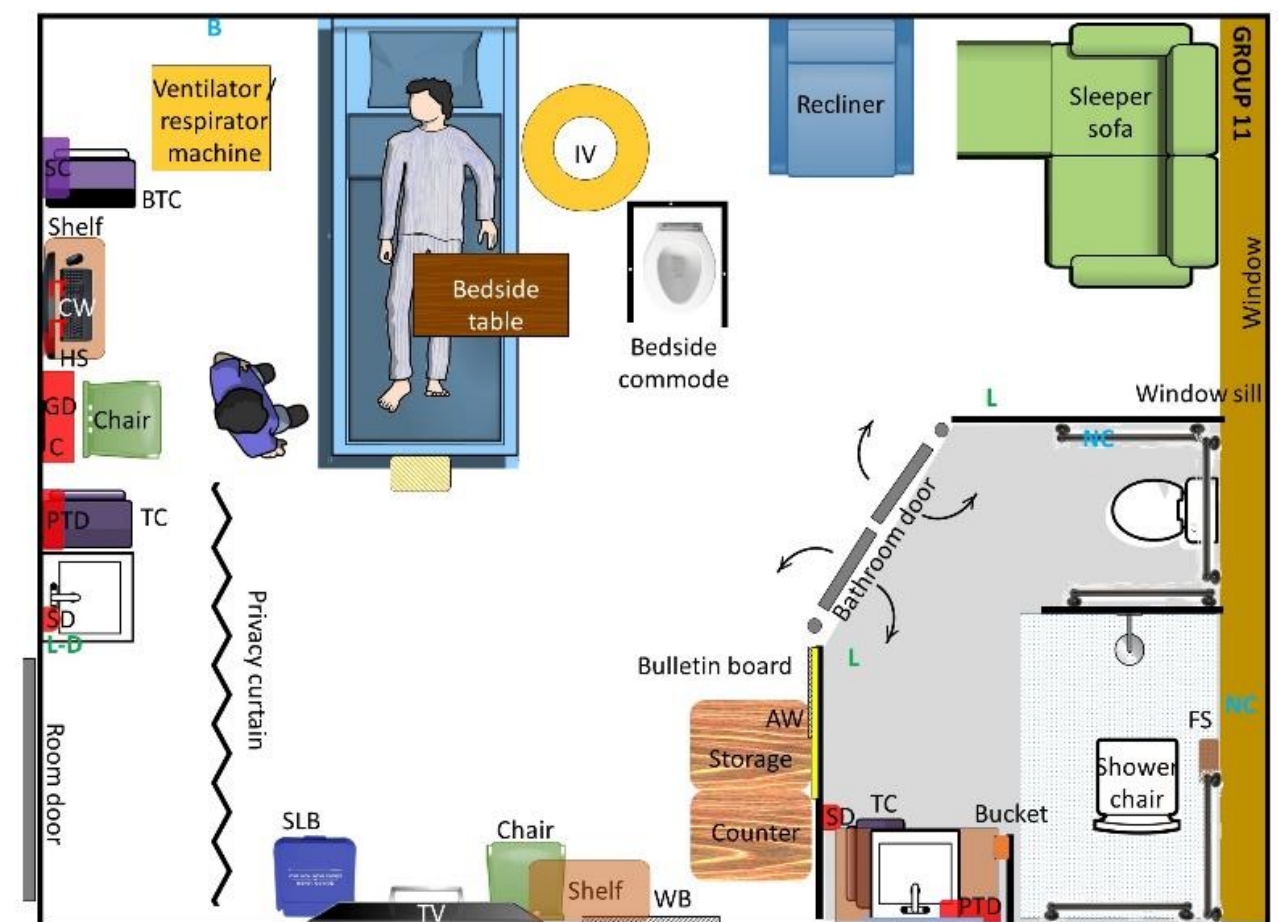 B
GROUP 11
Ventilator /
respirator
machine
IV
Recliner
Sleeper
sofa
SC
BTC
Shelf
CW
HS
Bedside
table
Bedside
commode
Window
Window sill
L
NC
GD
C
Chair
PTD
TC
SD
L-D
Privacy curtain
Bathroom door
Bulletin board
L
Room door
AW
Storage
Counter
FS
NC
Shower
chair
SD
TC
Bucket
SLB
Chair
Shelf
WB
TV
PTD